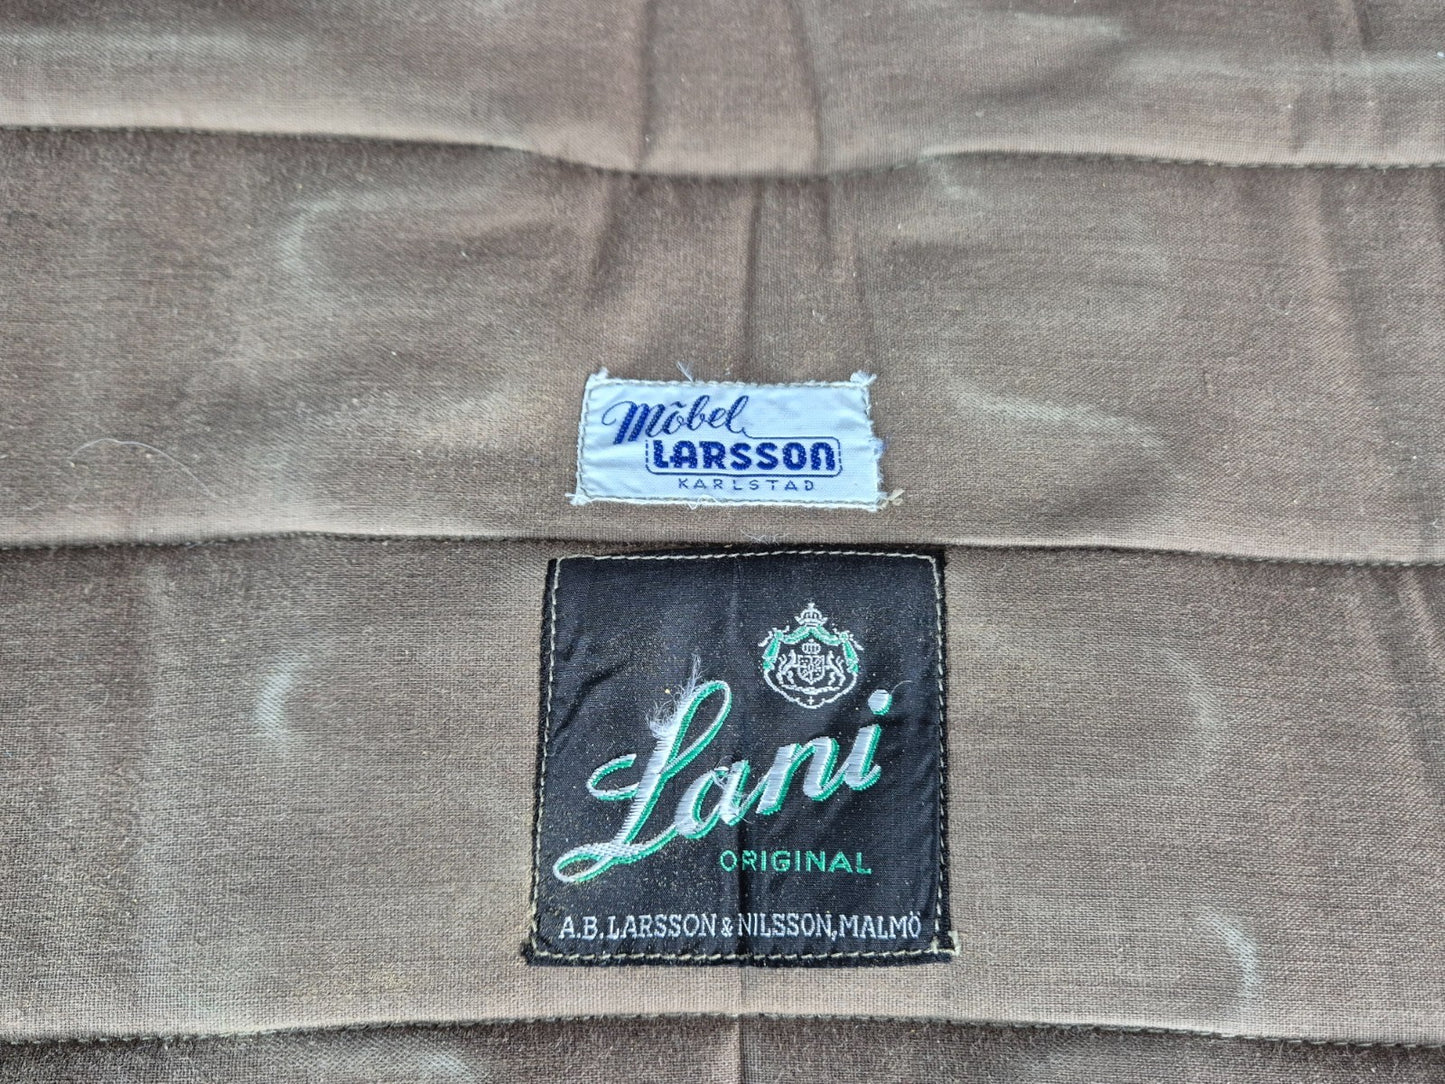 Möbel
LARSSON
KARLSTAD
Lani
ORIGINAL
A.B. LARSSON & NILSSON, MALMÖ